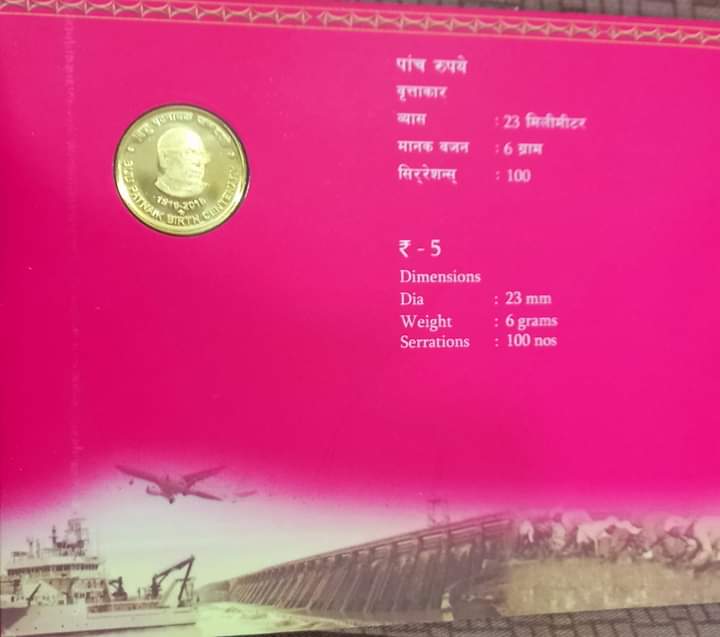 पांच रुपये
वृत्ताकार
व्यास : 23 मिलीमीटर
मानक वजन : 6 ग्राम
सिर्रेशन्स् : 100
BIJU PATNAIK BIRTH CENTENARY
1916-2016
₹ - 5
Dimensions
Dia : 23 mm
Weight : 6 grams
Serrations : 100 nos